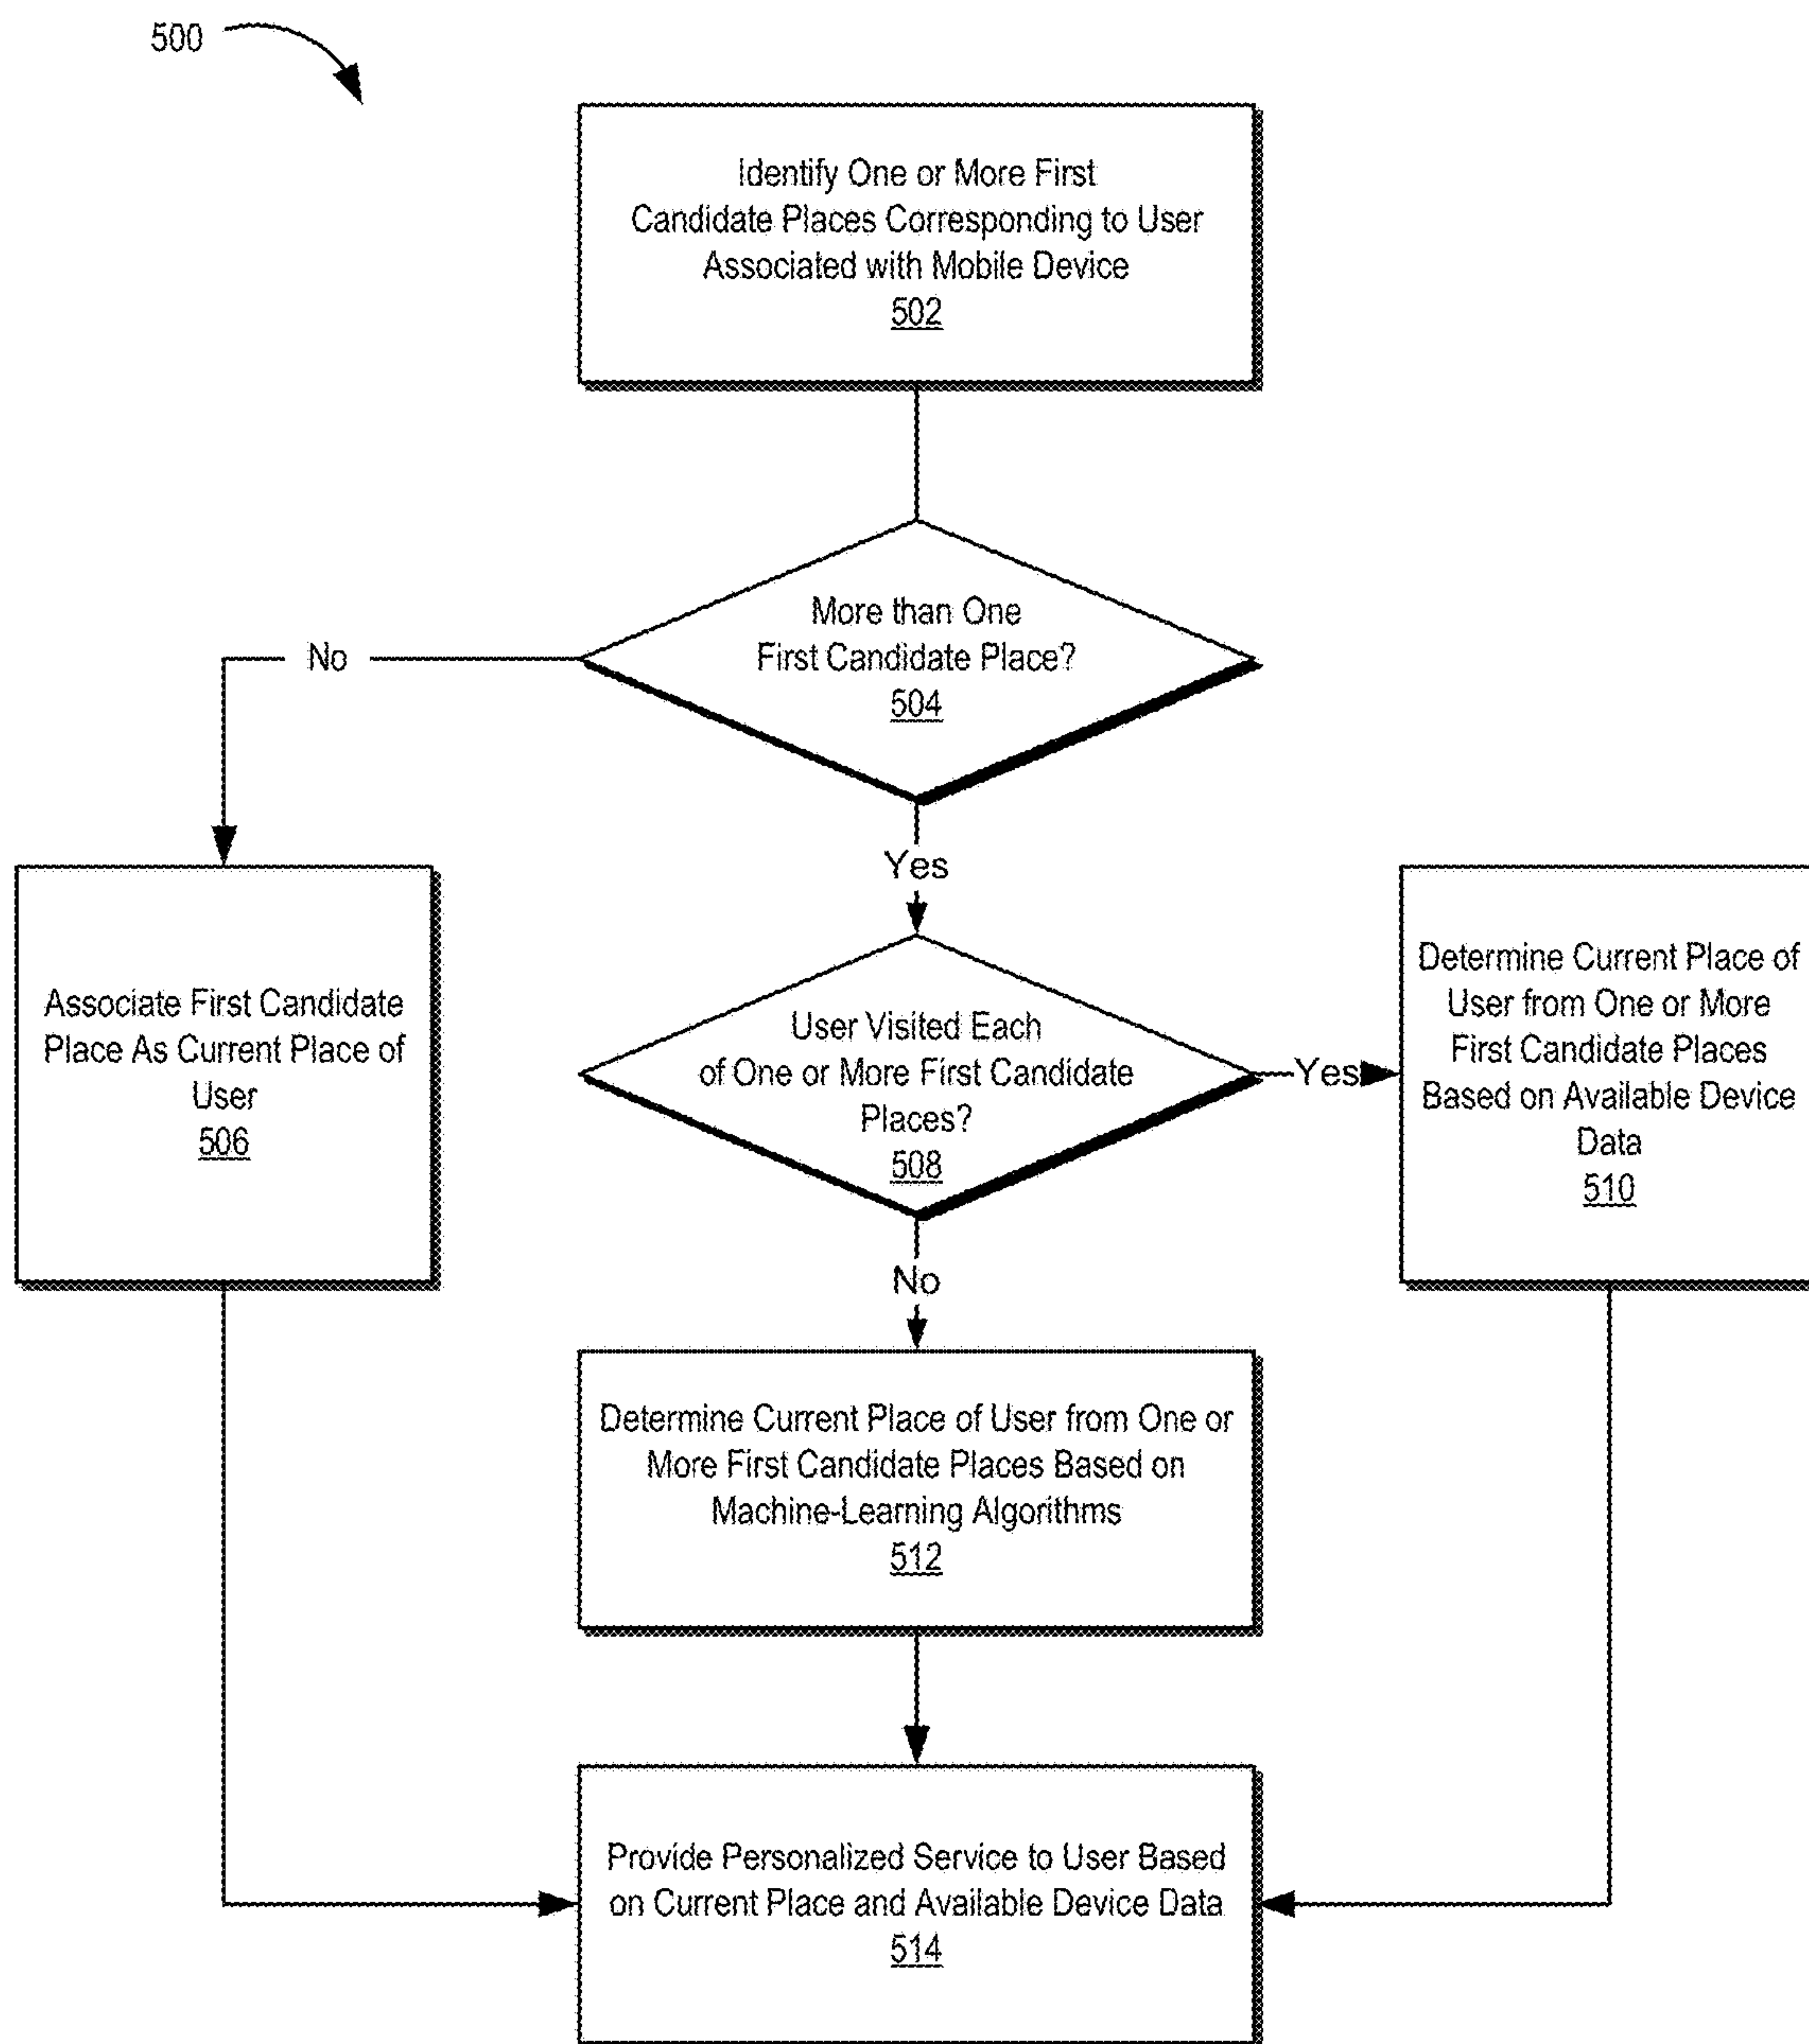 500
Identify One or More First
Candidate Places Corresponding to User
Associated with Mobile Device
502
More than One
First Candidate Place?
504
No
Yes
Associate First Candidate
Place As Current Place of
User
506
User Visited Each
of One or More First Candidate
Places?
508
Yes
Determine Current Place of
User from One or More
First Candidate Places
Based on Available Device
Data
510
No
Determine Current Place of User from One or
More First Candidate Places Based on
Machine-Learning Algorithms
512
Provide Personalized Service to User Based
on Current Place and Available Device Data
514